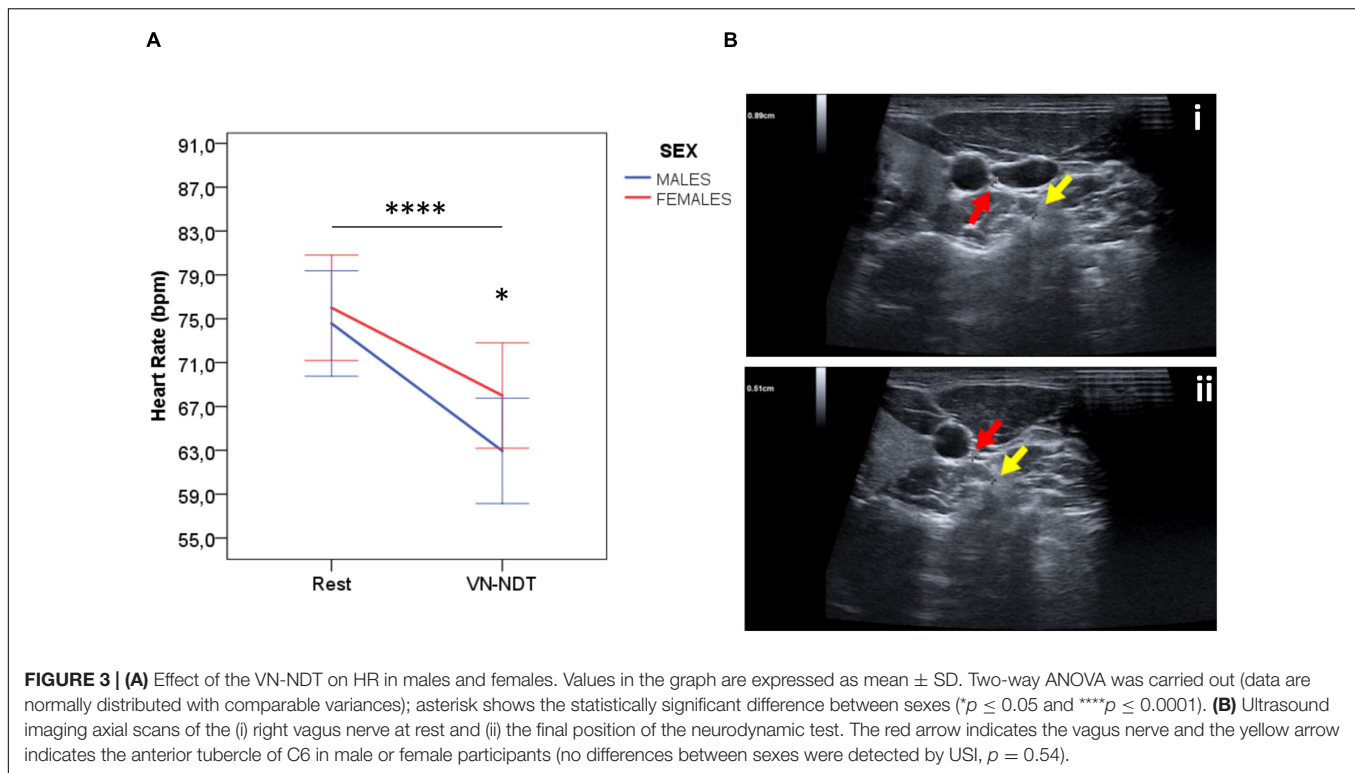 A
B
91,0
87,0
83,0
79,0
75,0
71,0
67,0
63,0
59,0
55,0
Heart Rate (bpm)
****
*
Rest
VN-NDT
SEX
MALES
FEMALES
0.89cm
i
0.51cm
ii
FIGURE 3 | (A) Effect of the VN-NDT on HR in males and females. Values in the graph are expressed as mean ± SD. Two-way ANOVA was carried out (data are
normally distributed with comparable variances); asterisk shows the statistically significant difference between sexes (*p ≤ 0.05 and ****p ≤ 0.0001). (B) Ultrasound
imaging axial scans of the (i) right vagus nerve at rest and (ii) the final position of the neurodynamic test. The red arrow indicates the vagus nerve and the yellow arrow
indicates the anterior tubercle of C6 in male or female participants (no differences between sexes were detected by USI, p = 0.54).